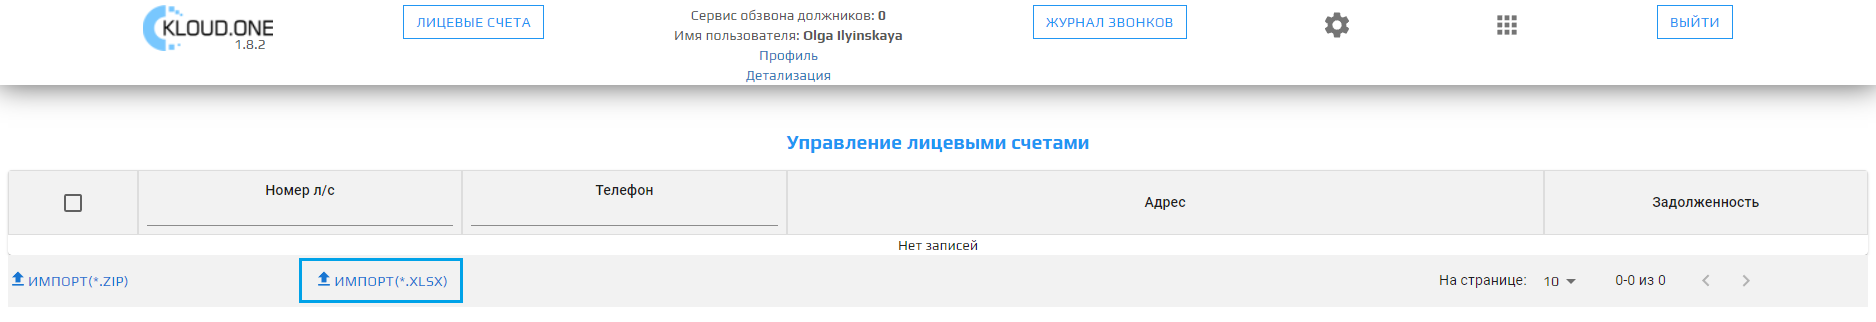 KLOUD.ONE
1.8.2
ЛИЦЕВЫЕ СЧЕТА
Сервис обзвона должников: 0
Имя пользователя: Olga Ilyinskaya
Профиль
Детализация
ЖУРНАЛ ЗВОНКОВ
ВЫЙТИ
Управление лицевыми счетами
Номер л/с
Телефон
Адрес
Задолженность
Нет записей
ИМПОРТ(*.ZIP)
ИМПОРТ(*.XLSX)
На странице: 10
0-0 из 0